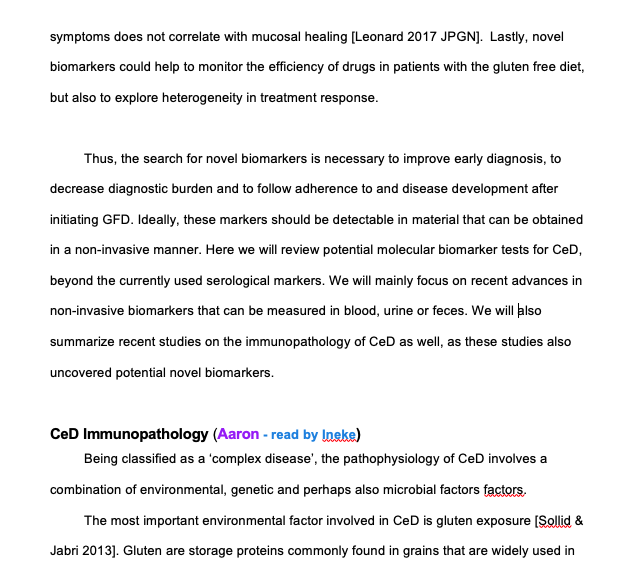 symptoms does not correlate with mucosal healing [Leonard 2017 JPGN].  Lastly, novel
biomarkers could help to monitor the efficiency of drugs in patients with the gluten free diet,
but also to explore heterogeneity in treatment response.
Thus, the search for novel biomarkers is necessary to improve early diagnosis, to
decrease diagnostic burden and to follow adherence to and disease development after
initiating GFD. Ideally, these markers should be detectable in material that can be obtained
in a non-invasive manner. Here we will review potential molecular biomarker tests for CeD,
beyond the currently used serological markers. We will mainly focus on recent advances in
non-invasive biomarkers that can be measured in blood, urine or feces. We will also
summarize recent studies on the immunopathology of CeD as well, as these studies also
uncovered potential novel biomarkers.
CeD Immunopathology (Aaron - read by Ineke)
Being classified as a ‘complex disease’, the pathophysiology of CeD involves a
combination of environmental, genetic and perhaps also microbial factors factors.
The most important environmental factor involved in CeD is gluten exposure [Sollid &
Jabri 2013]. Gluten are storage proteins commonly found in grains that are widely used in